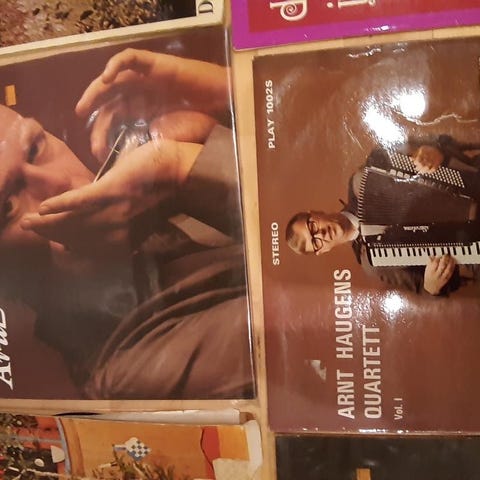 PLAY 1002S
STEREO
ARNT HAUGENS
QUARTETT
Vol. I